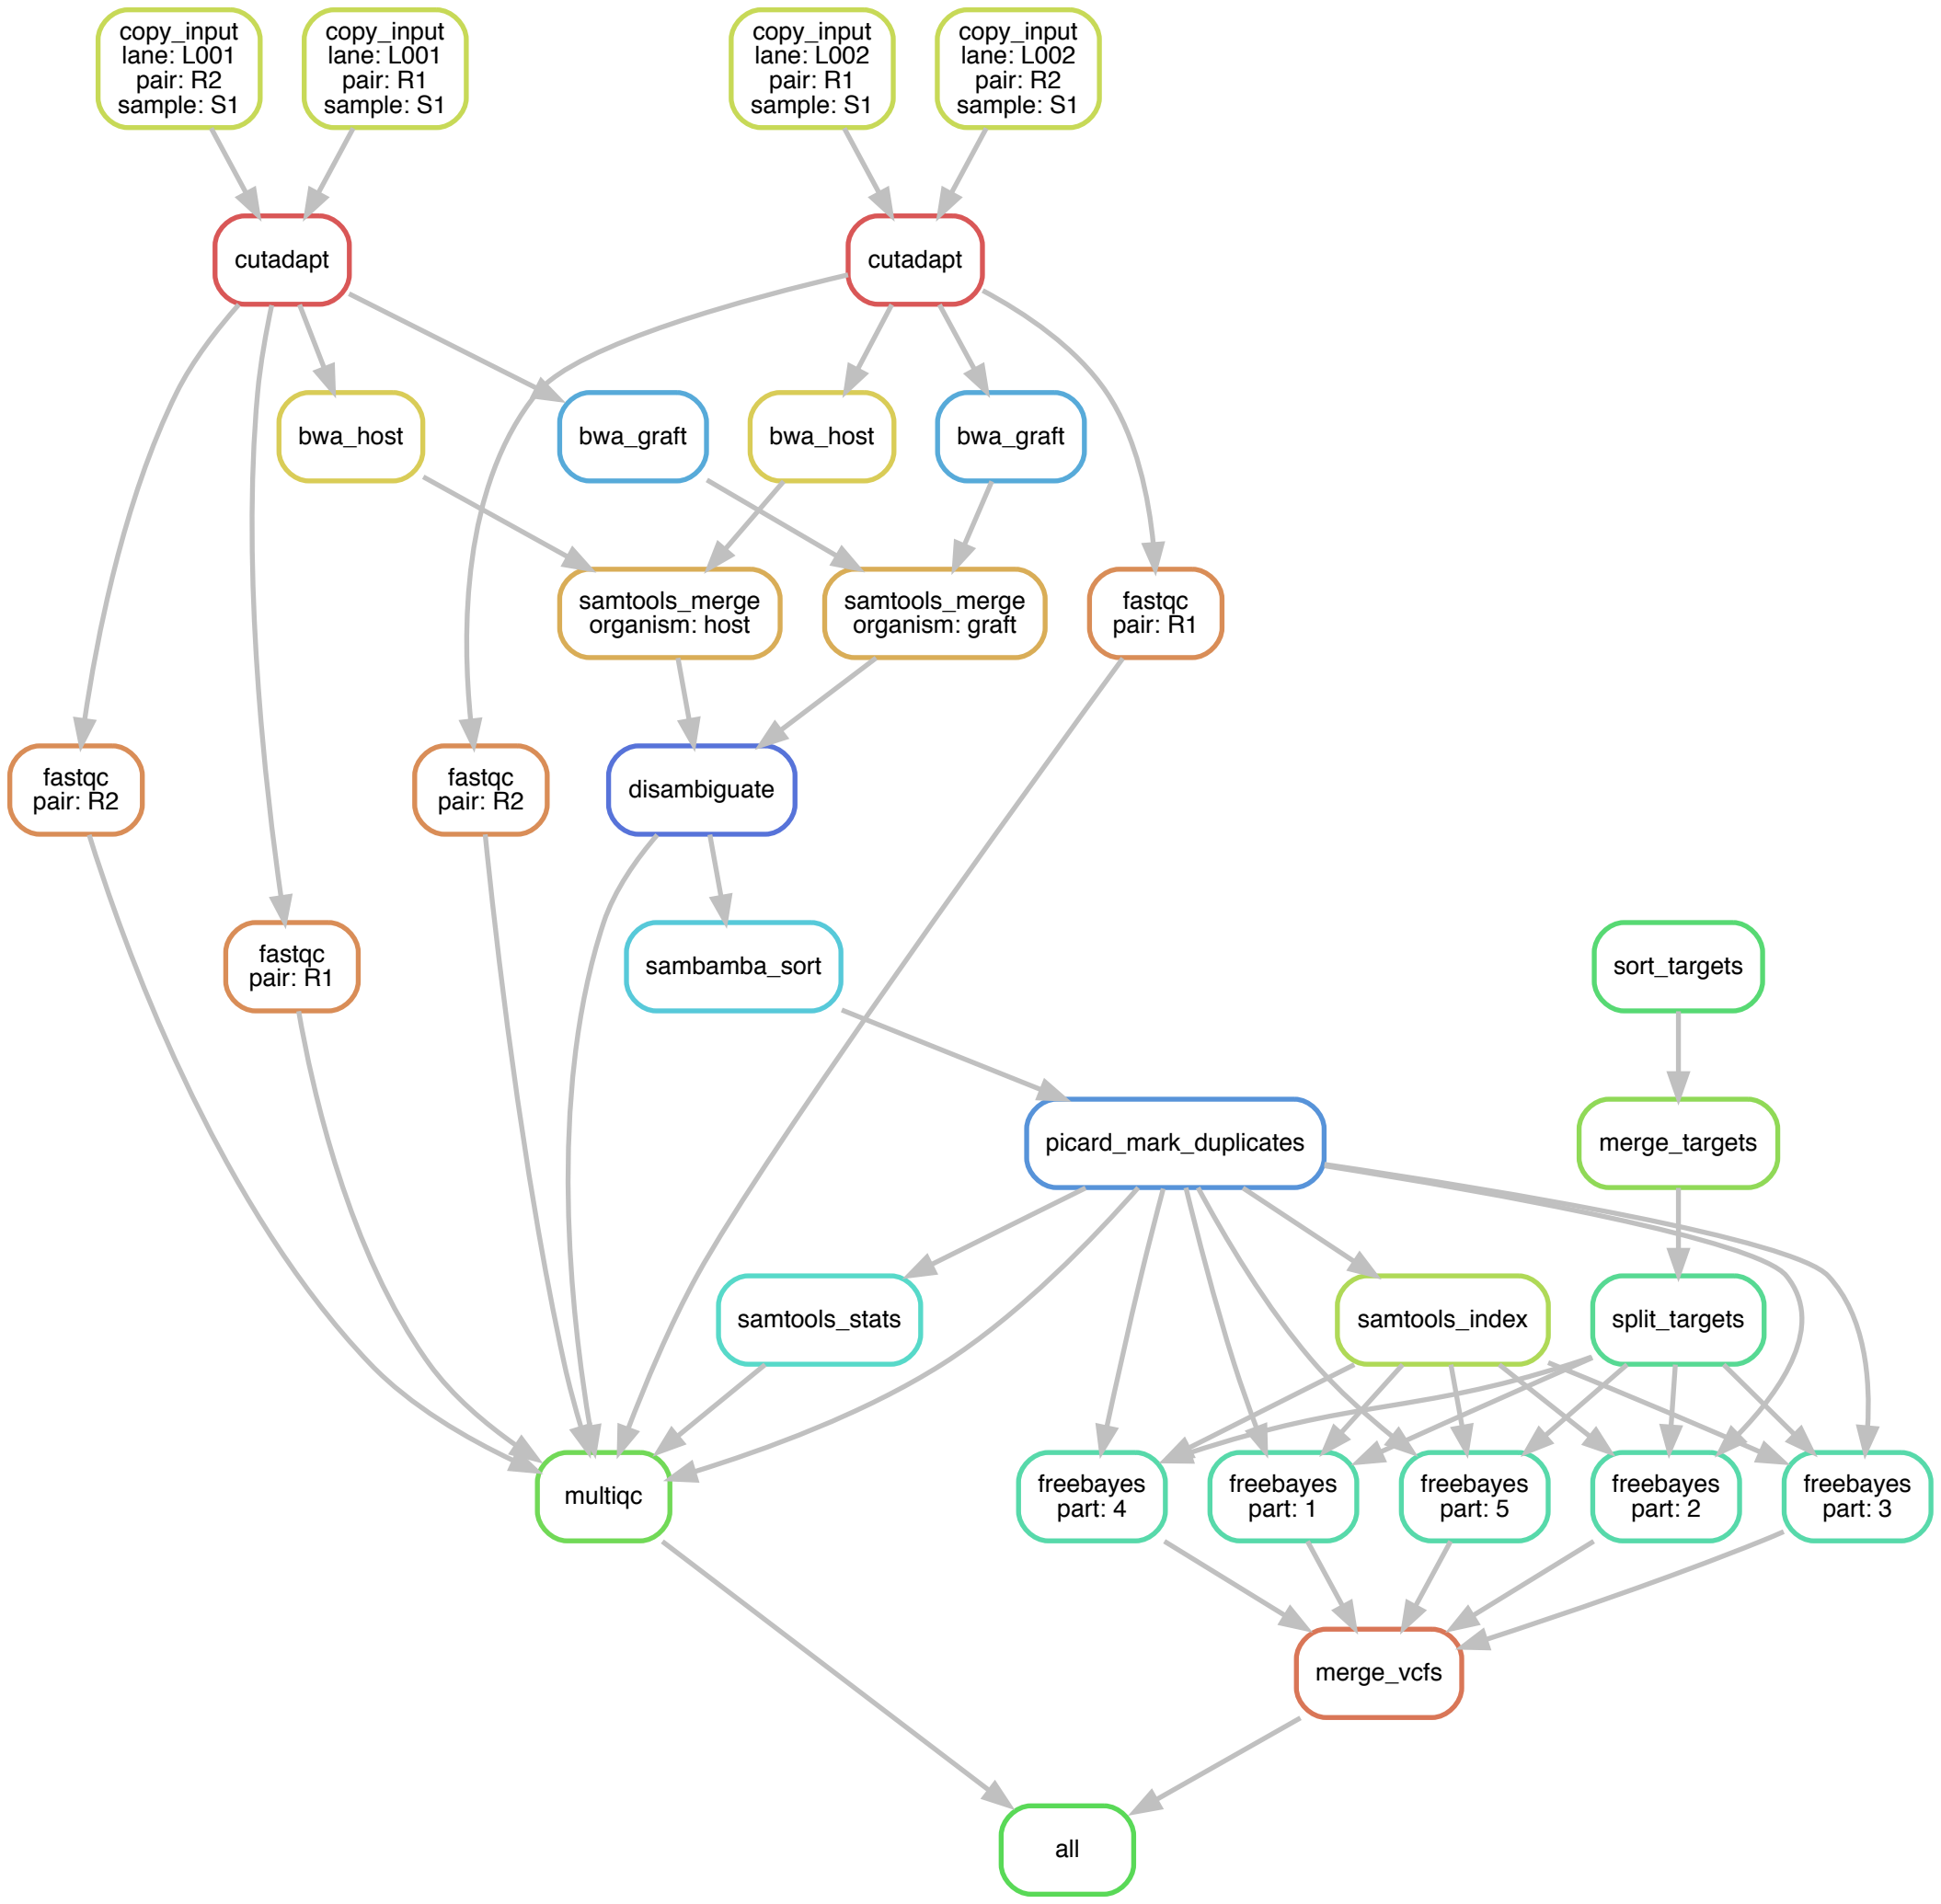 copy_input
lane: L001
pair: R2
sample: S1
copy_input
lane: L001
pair: R1
sample: S1
copy_input
lane: L002
pair: R1
sample: S1
copy_input
lane: L002
pair: R2
sample: S1
cutadapt
cutadapt
bwa_host
bwa_graft
bwa_host
bwa_graft
samtools_merge
organism: host
samtools_merge
organism: graft
fastqc
pair: R1
fastqc
pair: R2
fastqc
pair: R2
disambiguate
fastqc
pair: R1
sambamba_sort
sort_targets
picard_mark_duplicates
merge_targets
samtools_stats
samtools_index
split_targets
multiqc
freebayes
part: 4
freebayes
part: 1
freebayes
part: 5
freebayes
part: 2
freebayes
part: 3
merge_vcfs
all